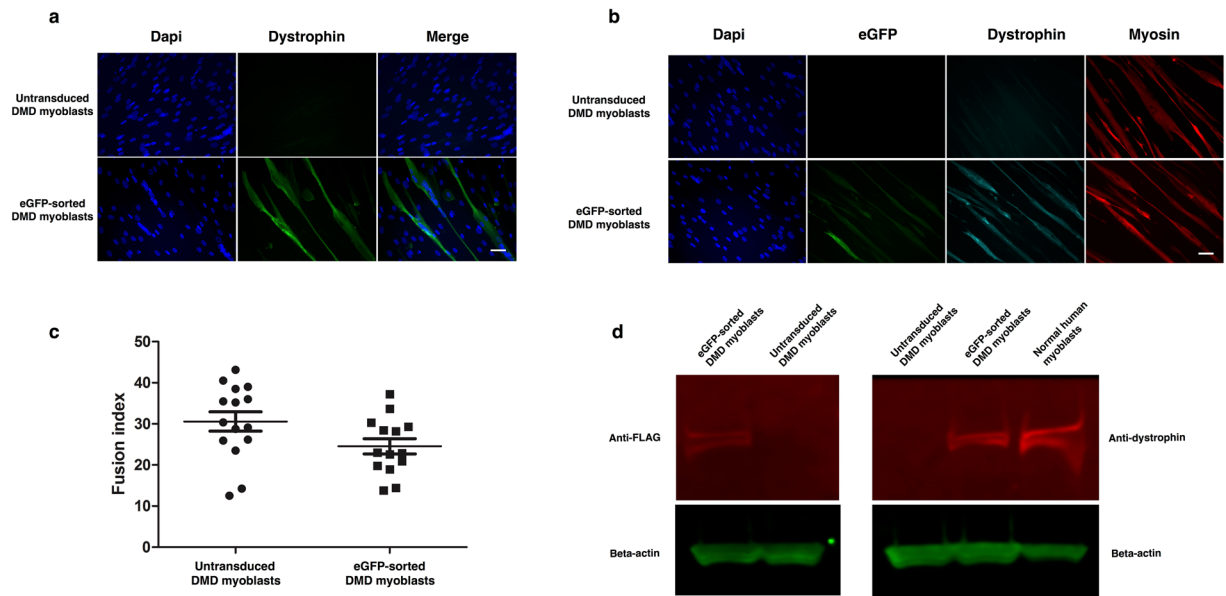 a
Dapi
Dystrophin
Merge
Untransduced
DMD myoblasts
eGFP-sorted
DMD myoblasts
b
Dapi
eGFP
Dystrophin
Myosin
Untransduced
DMD myoblasts
eGFP-sorted
DMD myoblasts
c
Fusion index
50
40
30
20
10
0
Untransduced
DMD myoblasts
eGFP-sorted
DMD myoblasts
d
eGFP-sorted
DMD myoblasts
Untransduced
DMD myoblasts
Untransduced
DMD myoblasts
eGFP-sorted
DMD myoblasts
Normal human
myoblasts
Anti-FLAG
Anti-dystrophin
Beta-actin
Beta-actin